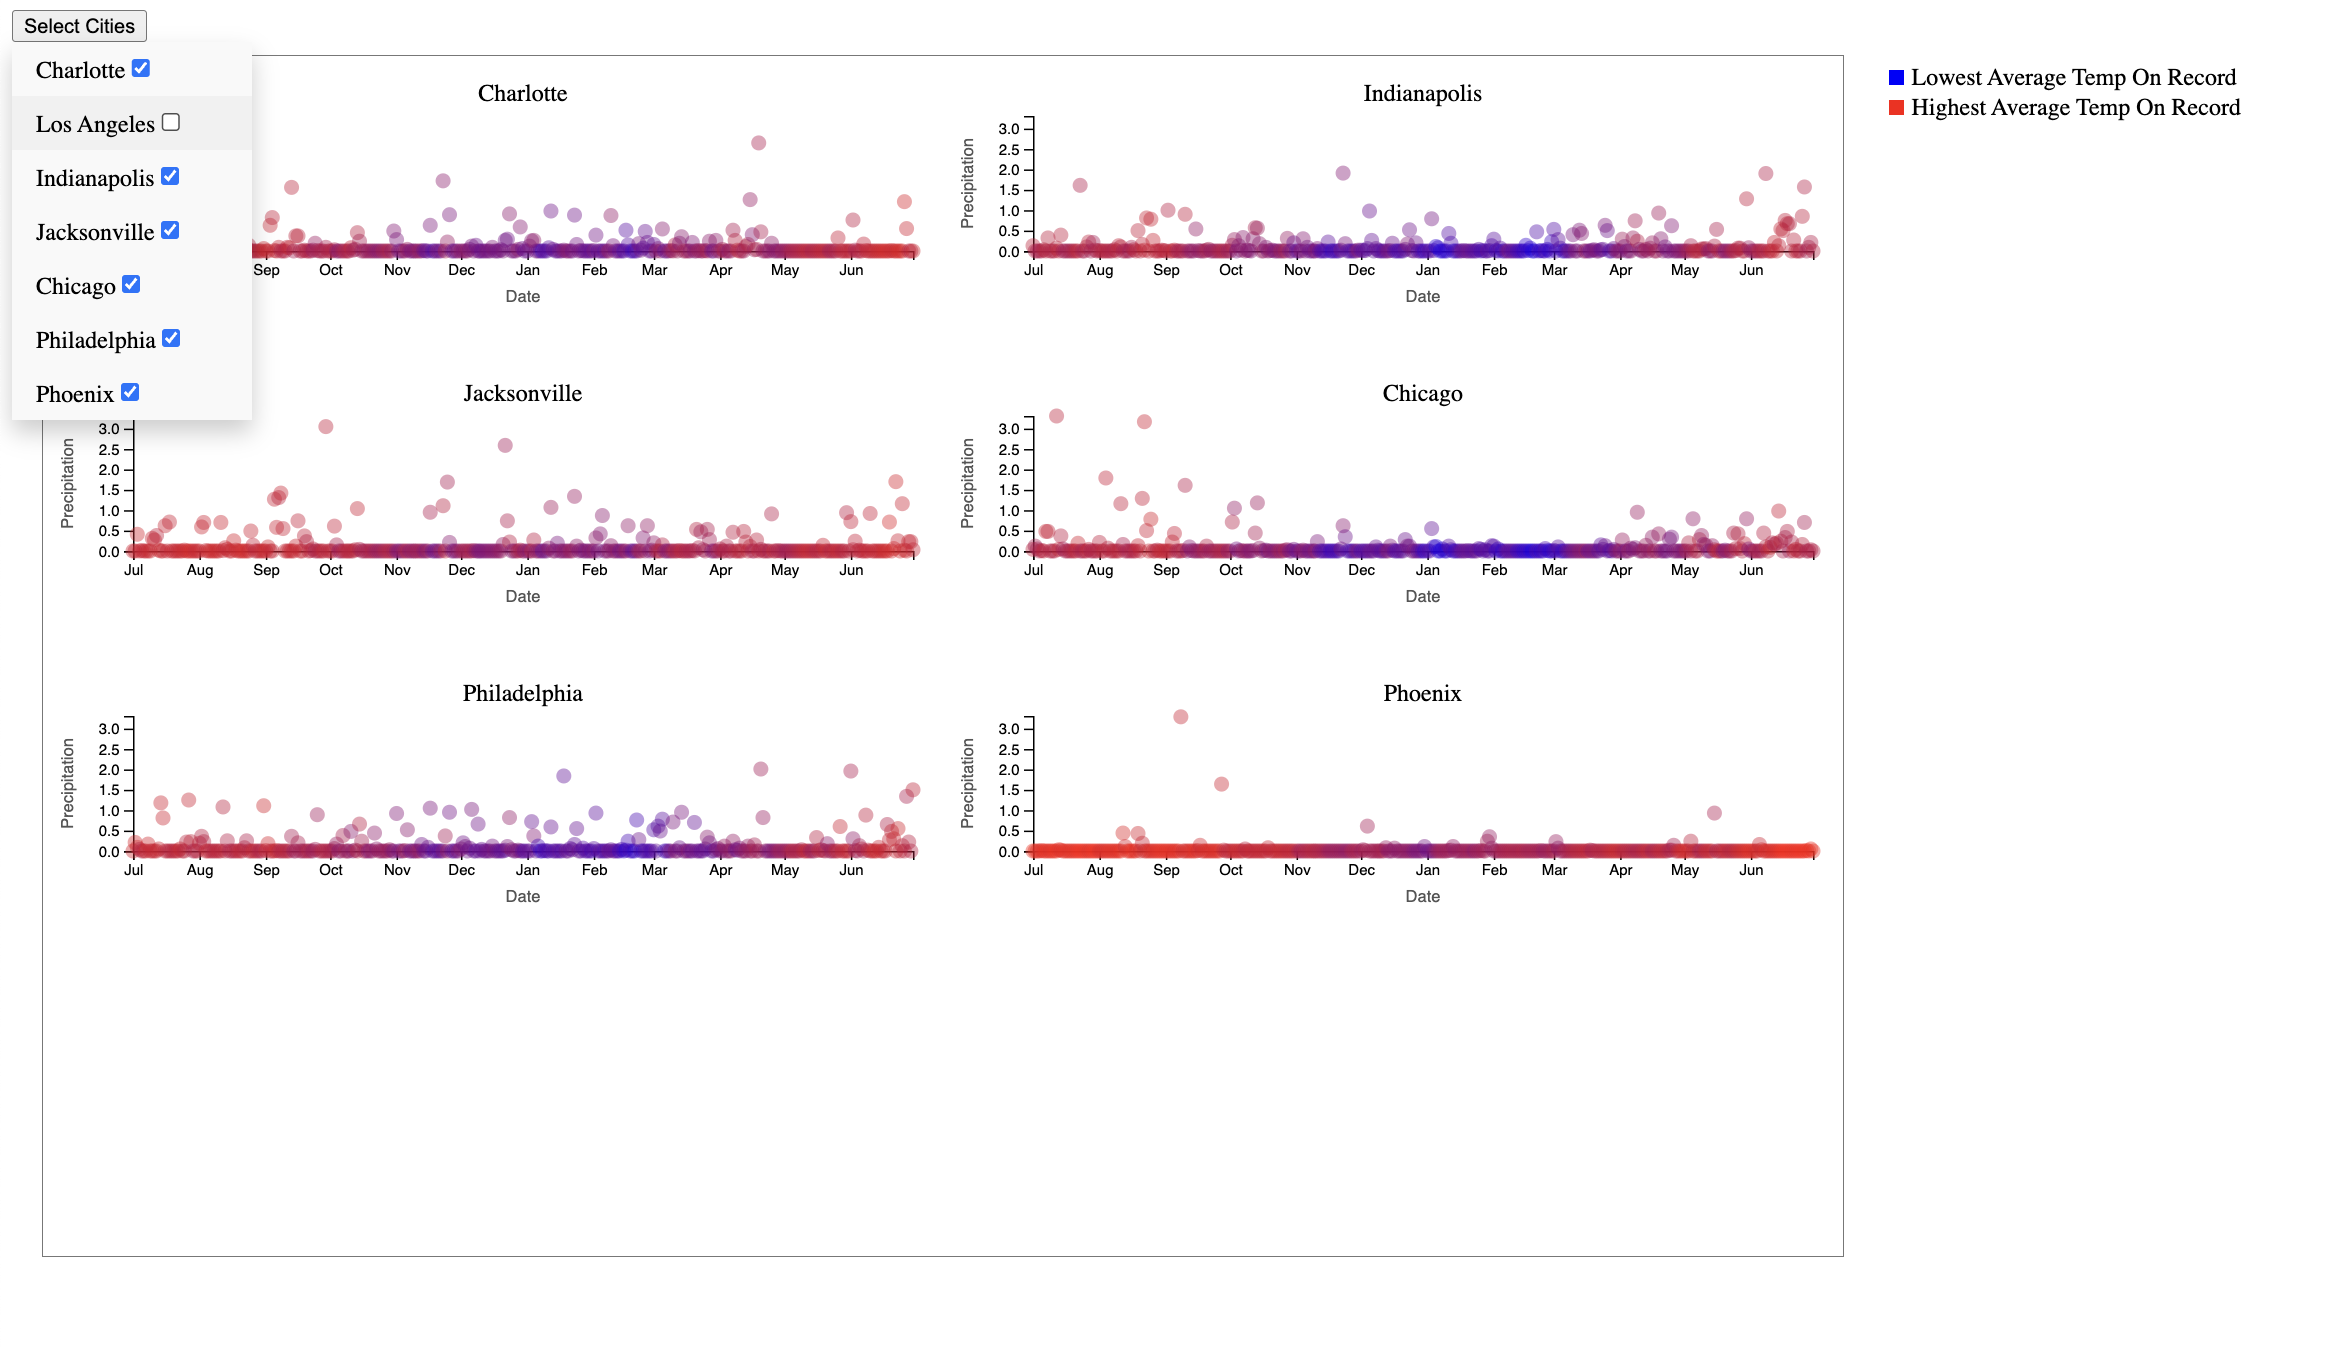 Select Cities
Charlotte
Los Angeles
Indianapolis
Jacksonville
Chicago
Philadelphia
Phoenix
Lowest Average Temp On Record
Highest Average Temp On Record
Charlotte
Sep Oct Nov Dec Jan Feb Mar Apr May Jun
Date
Indianapolis
Precipitation
3.0
2.5
2.0
1.5
1.0
0.5
0.0
Jul Aug Sep Oct Nov Dec Jan Feb Mar Apr May Jun
Date
Jacksonville
Precipitation
3.0
2.5
2.0
1.5
1.0
0.5
0.0
Jul Aug Sep Oct Nov Dec Jan Feb Mar Apr May Jun
Date
Chicago
Precipitation
3.0
2.5
2.0
1.5
1.0
0.5
0.0
Jul Aug Sep Oct Nov Dec Jan Feb Mar Apr May Jun
Date
Philadelphia
Precipitation
3.0
2.5
2.0
1.5
1.0
0.5
0.0
Jul Aug Sep Oct Nov Dec Jan Feb Mar Apr May Jun
Date
Phoenix
Precipitation
3.0
2.5
2.0
1.5
1.0
0.5
0.0
Jul Aug Sep Oct Nov Dec Jan Feb Mar Apr May Jun
Date